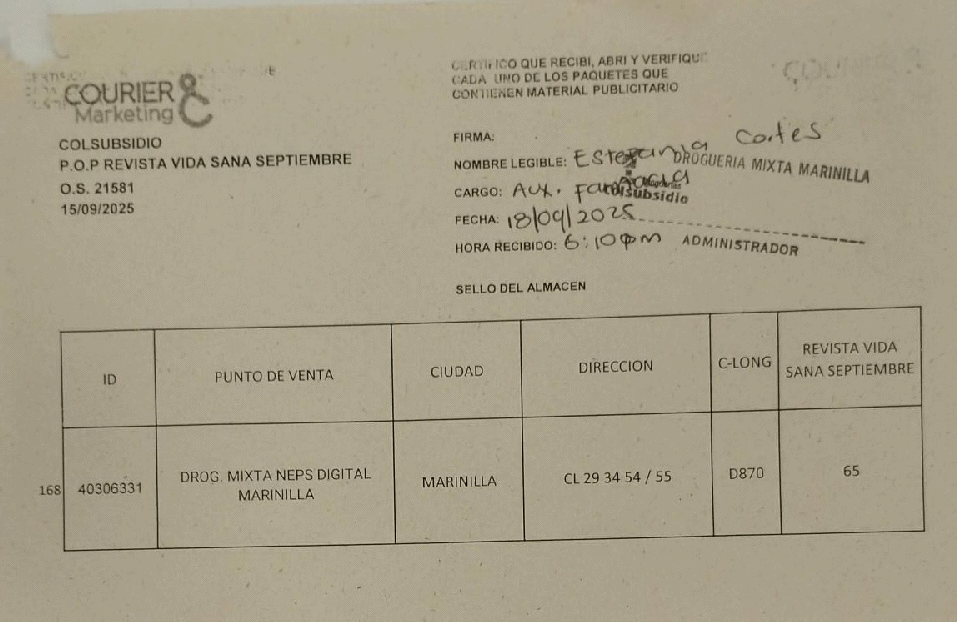 COURIER &
Marketing
COLSUBSIDIO
P.O.P REVISTA VIDA SANA SEPTIEMBRE
O.S. 21581
15/09/2025
CERTIFICO QUE RECIBI, ABRI Y VERIFIQUE
CADA UNO DE LOS PAQUETES QUE
CONTIENEN MATERIAL PUBLICITARIO
FIRMA:
NOMBRE LEGIBLE: Estefania Cortes
DROGUERIA MIXTA MARINILLA
CARGO: Aux. farmacia
FECHA: 18/09/2025
HORA RECIBIDO: 6:10pm
ADMINISTRADOR
SELLO DEL ALMACEN
ID PUNTO DE VENTA CIUDAD DIRECCION C-LONG REVISTA VIDA
SANA SEPTIEMBRE
168 40306331 DROG. MIXTA NEPS DIGITAL
MARINILLA MARINILLA CL 29 34 54 / 55 D870 65